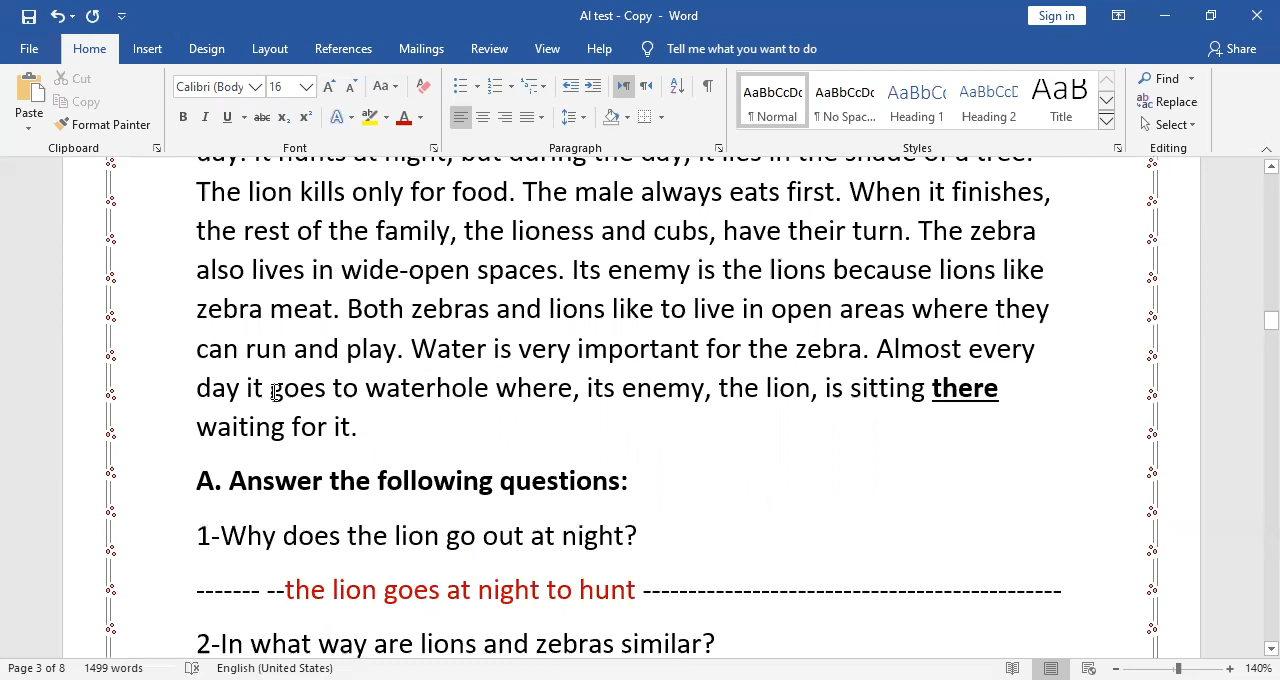 AI test - Copy - Word
Sign in
File Home Insert Design Layout References Mailings Review View Help Tell me what you want to do Share
Paste Cut Copy Format Painter
Calibri (Body 16 Aa
B I U abc x₂ x² A A
AaBbCcDc AaBbCcDc AaBbCc AaBbCcD AaB
¶ Normal ¶ No Spac... Heading 1 Heading 2 Title
Find
Replace
Select
Clipboard Font Paragraph Styles Editing
day. It hunts at night, but during the day, it lies in the shade of a tree.
The lion kills only for food. The male always eats first. When it finishes,
the rest of the family, the lioness and cubs, have their turn. The zebra
also lives in wide-open spaces. Its enemy is the lions because lions like
zebra meat. Both zebras and lions like to live in open areas where they
can run and play. Water is very important for the zebra. Almost every
day it goes to waterhole where, its enemy, the lion, is sitting there
waiting for it.
A. Answer the following questions:
1-Why does the lion go out at night?
------- --the lion goes at night to hunt ----------------------------------------------
2-In what way are lions and zebras similar?
Page 3 of 8 1499 words English (United States) 140%